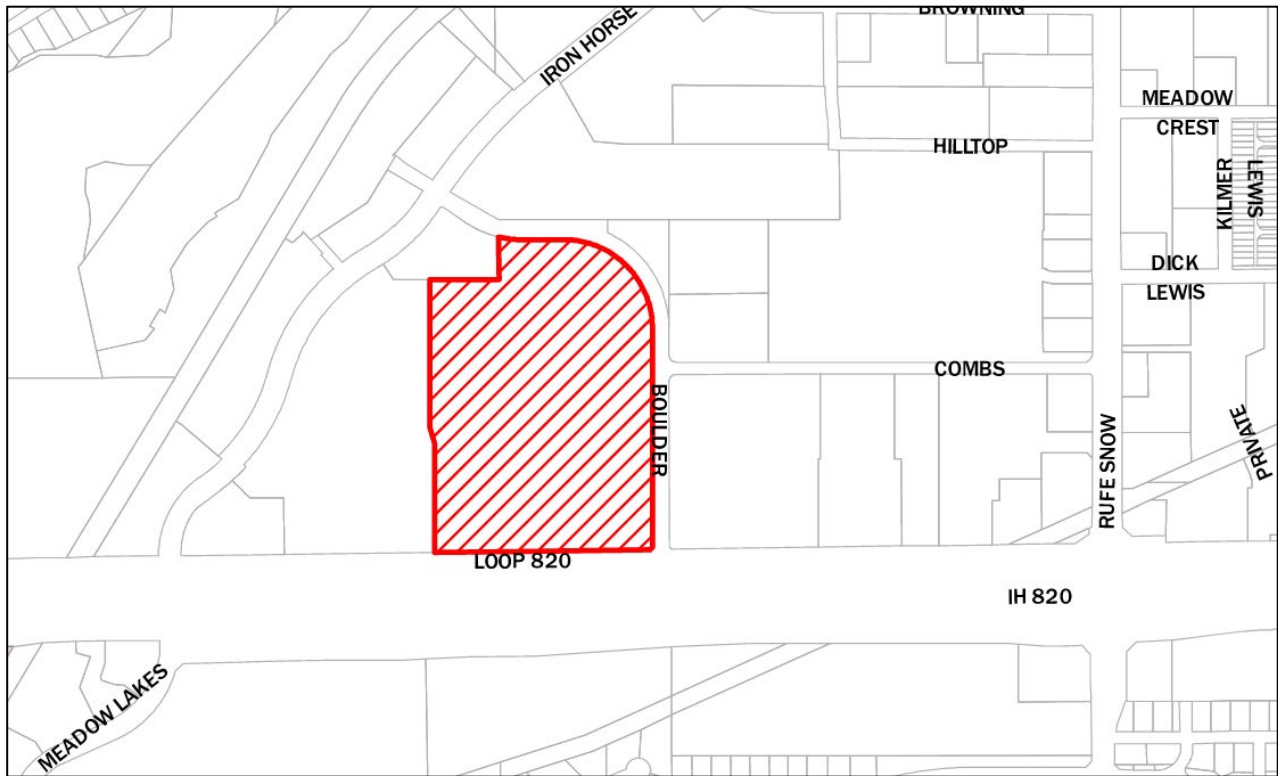 BROWNING
IRON HORSE
MEADOW
CREST
HILLTOP
KILMER
LEWIS
DICK
LEWIS
COMBS
BOULDER
RUFE SNOW
PRIVATE
LOOP 820
IH 820
MEADOW LAKES